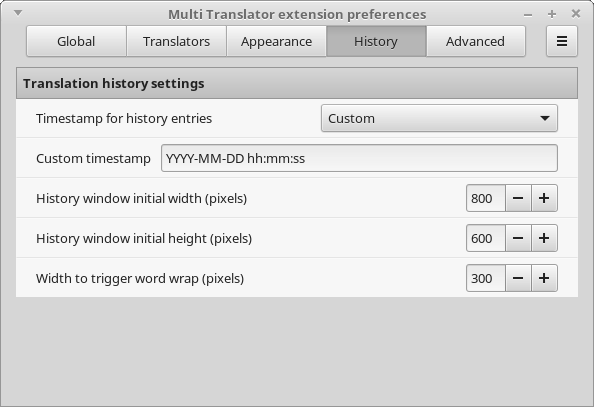 Multi Translator extension preferences
Global Translators Appearance History Advanced
Translation history settings
Timestamp for history entries Custom
Custom timestamp YYYY-MM-DD hh:mm:ss
History window initial width (pixels) 800
History window initial height (pixels) 600
Width to trigger word wrap (pixels) 300